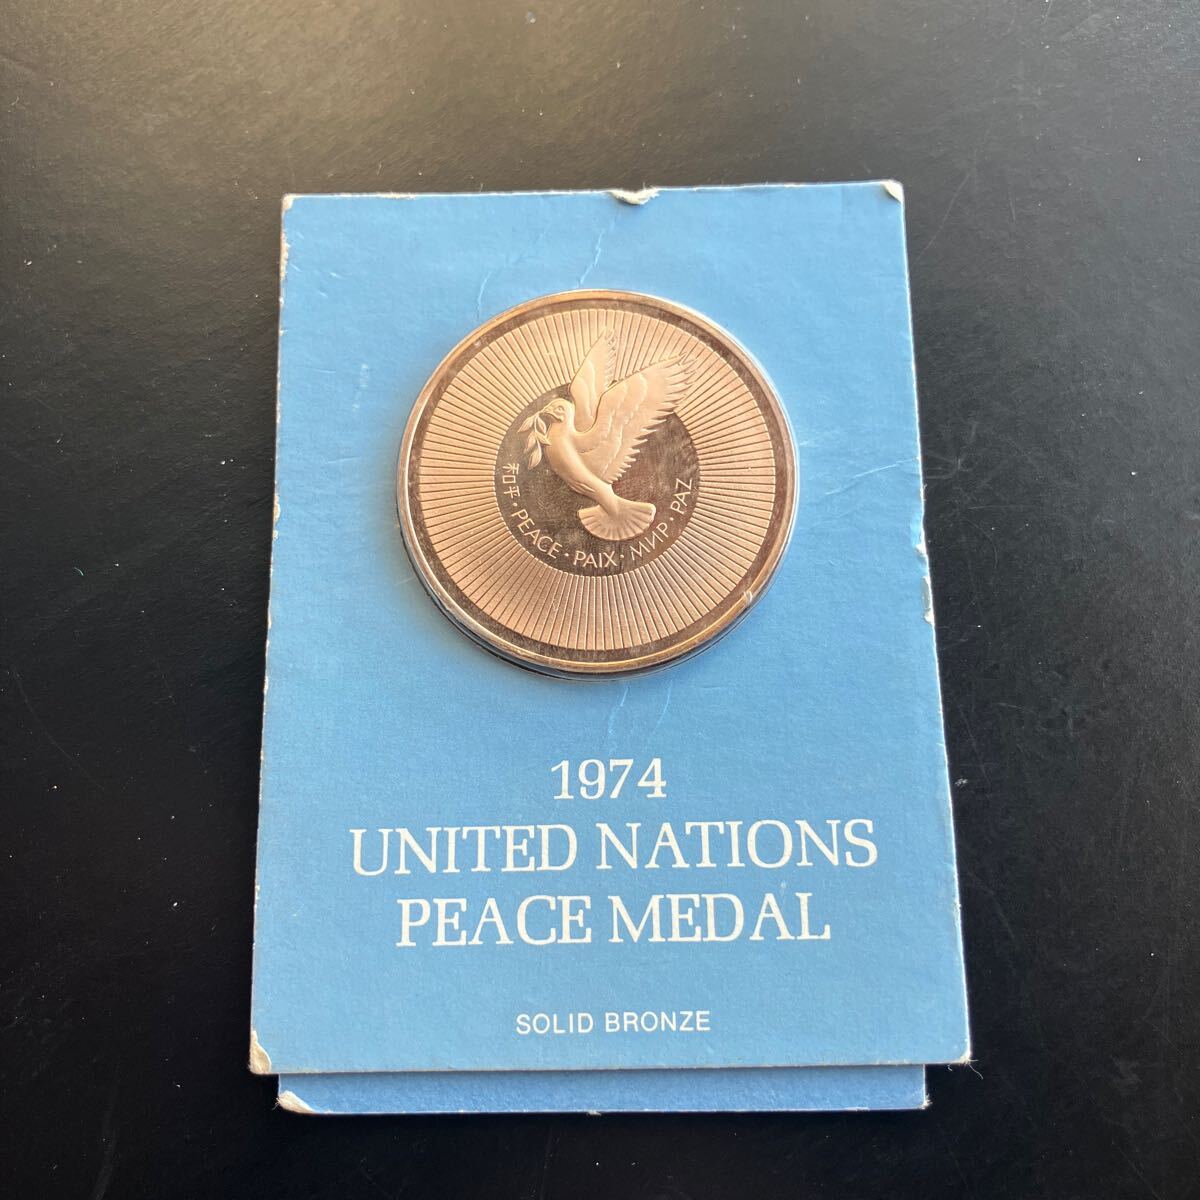 和平·PEACE·PAIX·МИР·PAZ
1974
UNITED NATIONS
PEACE MEDAL
SOLID BRONZE